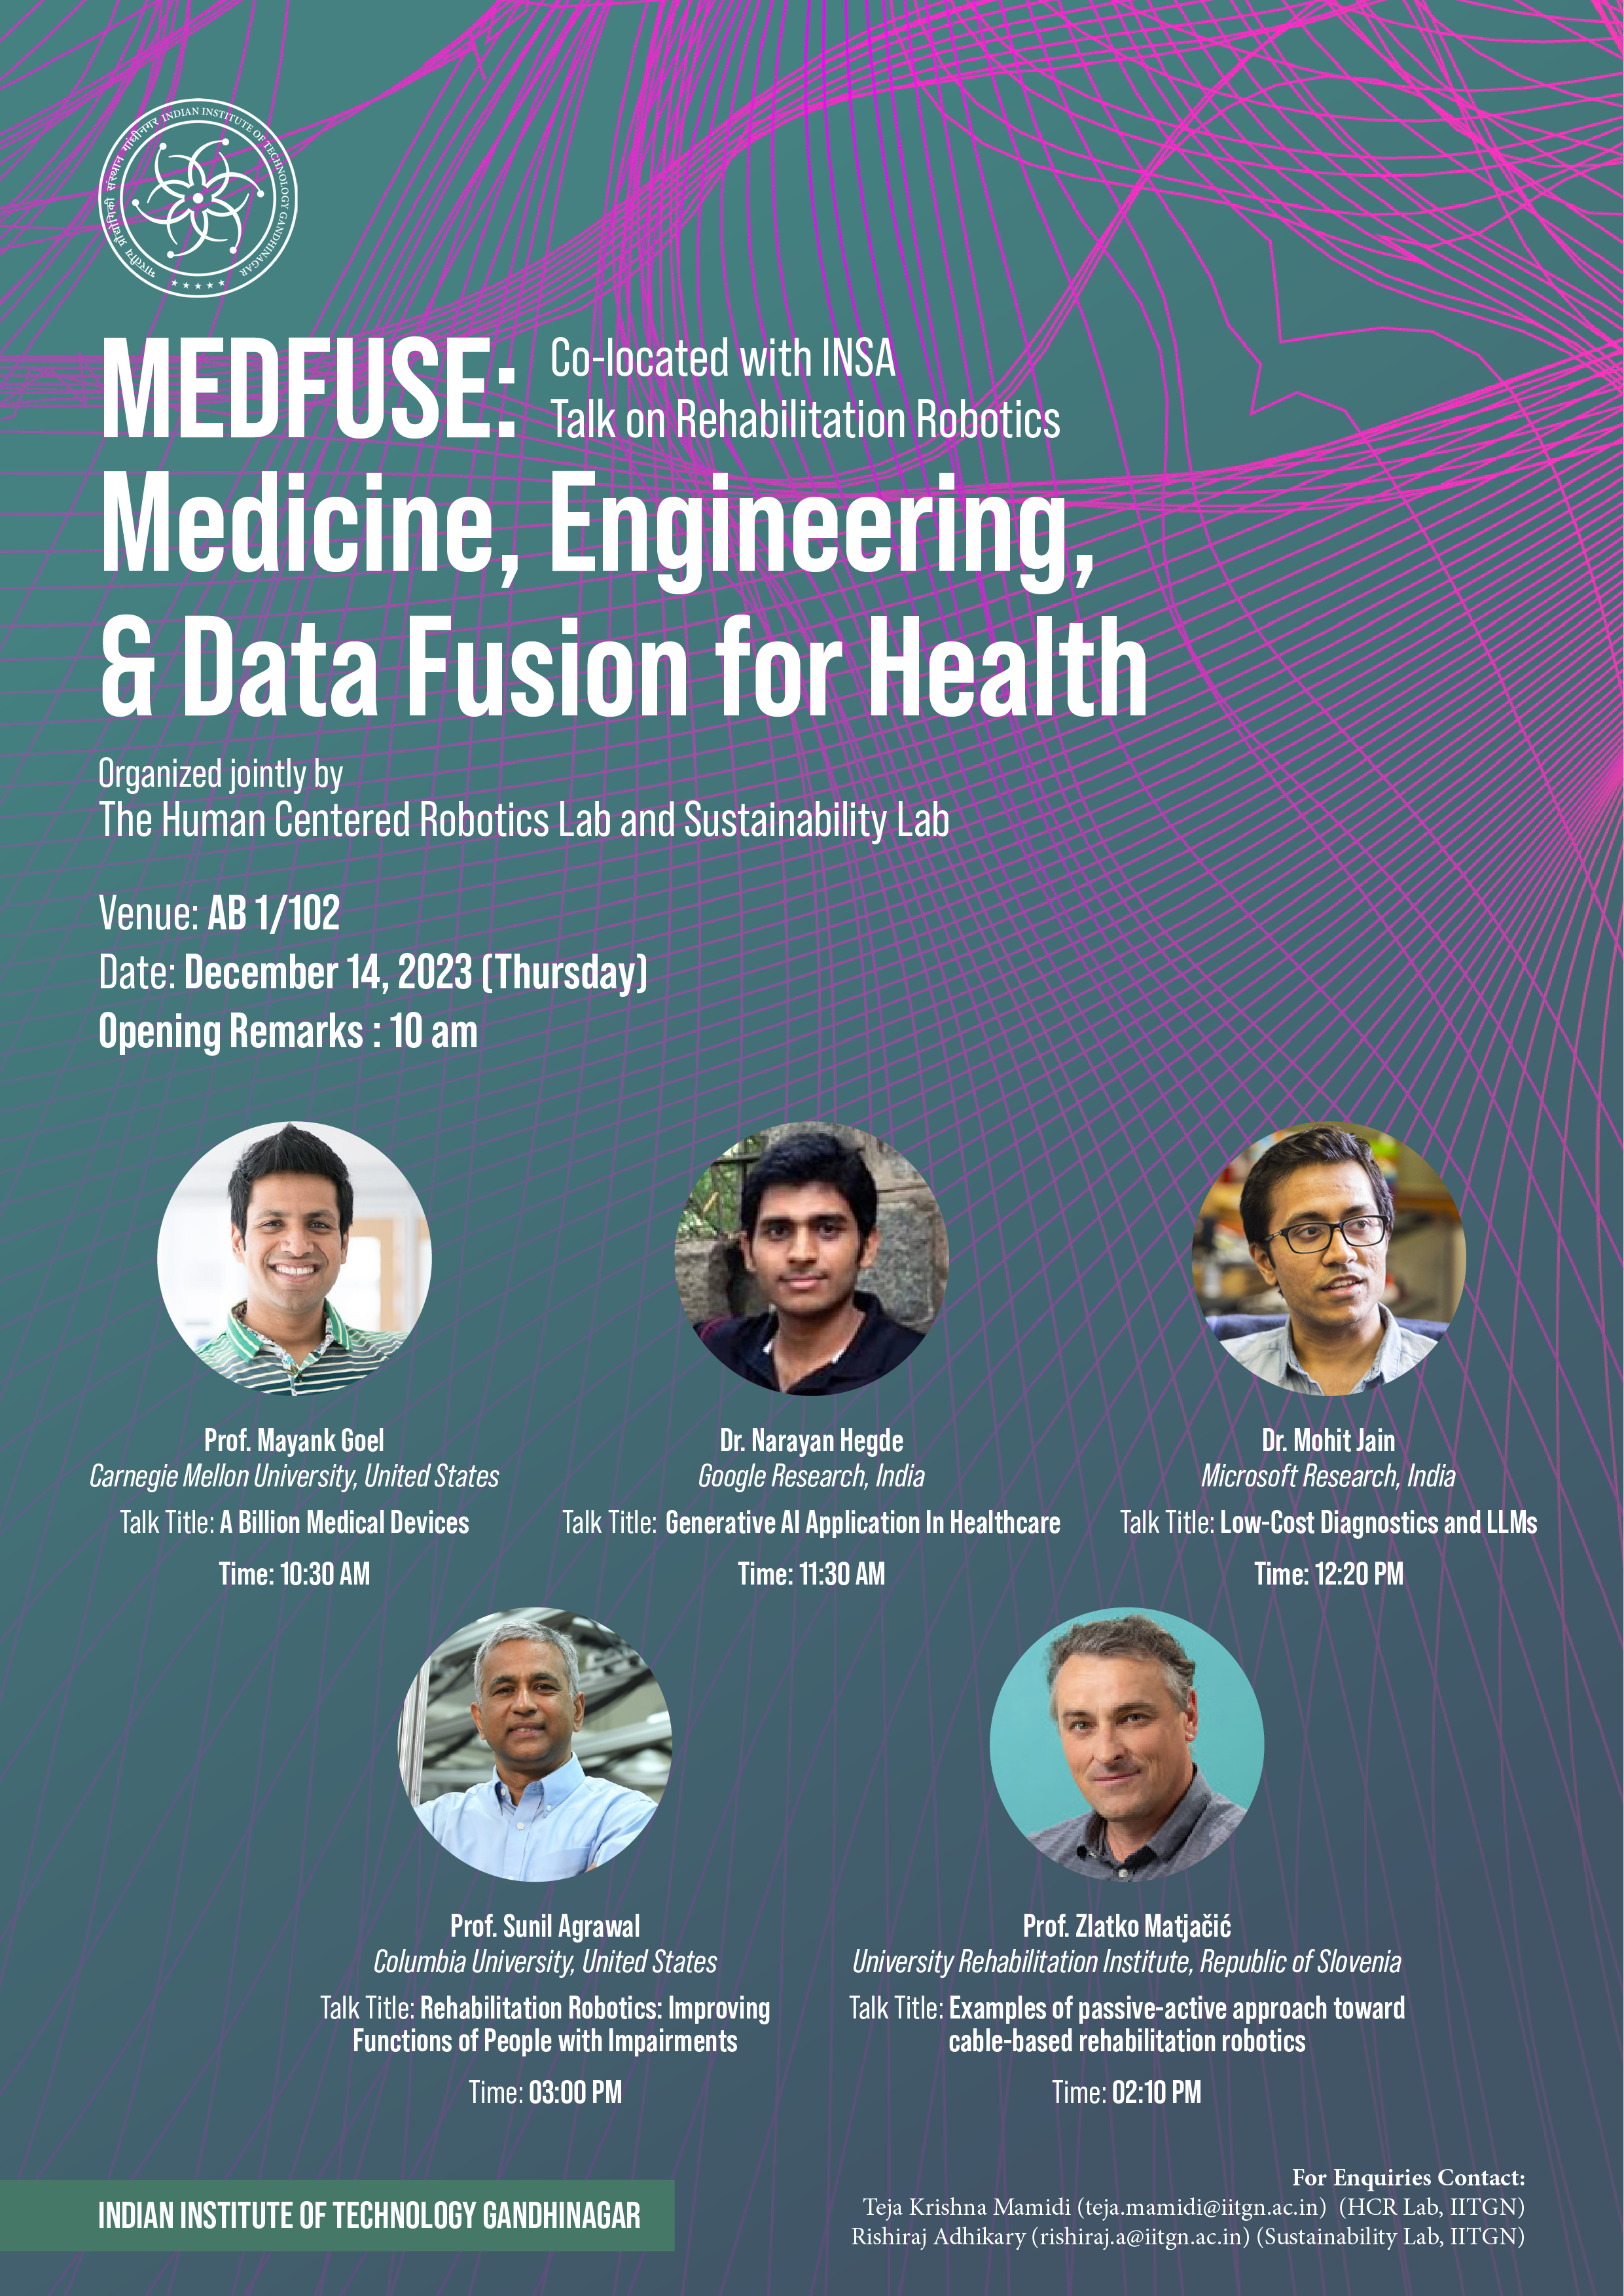 भारतीय प्रौद्योगिकी संस्थान गांधीनगर INDIAN INSTITUTE OF TECHNOLOGY GANDHINAGAR
MEDFUSE:
Co-located with INSA
Talk on Rehabilitation Robotics
Medicine, Engineering,
& Data Fusion for Health
Organized jointly by
The Human Centered Robotics Lab and Sustainability Lab
Venue: AB 1/102
Date: December 14, 2023 (Thursday)
Opening Remarks : 10 am
Prof. Mayank Goel
Carnegie Mellon University, United States
Talk Title: A Billion Medical Devices
Time: 10:30 AM
Dr. Narayan Hegde
Google Research, India
Talk Title: Generative AI Application In Healthcare
Time: 11:30 AM
Dr. Mohit Jain
Microsoft Research, India
Talk Title: Low-Cost Diagnostics and LLMs
Time: 12:20 PM
Prof. Sunil Agrawal
Columbia University, United States
Talk Title: Rehabilitation Robotics: Improving
Functions of People with Impairments
Time: 03:00 PM
Prof. Zlatko Matjačić
University Rehabilitation Institute, Republic of Slovenia
Talk Title: Examples of passive-active approach toward
cable-based rehabilitation robotics
Time: 02:10 PM
INDIAN INSTITUTE OF TECHNOLOGY GANDHINAGAR
For Enquiries Contact:
Teja Krishna Mamidi (teja.mamidi@iitgn.ac.in) (HCR Lab, IITGN)
Rishiraj Adhikary (rishiraj.a@iitgn.ac.in) (Sustainability Lab, IITGN)